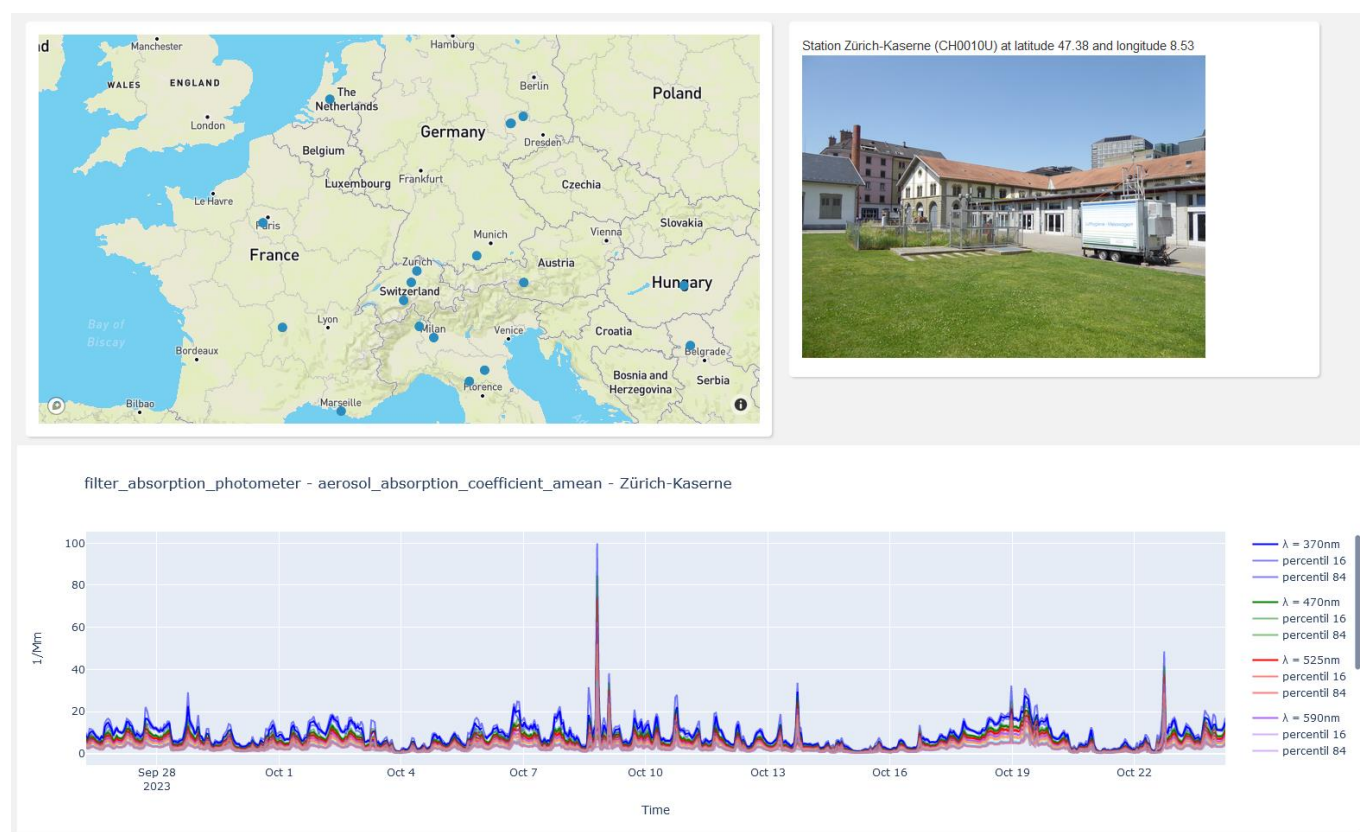 nd
Manchester
Hamburg
WALES
ENGLAND
The
Netherlands
Berlin
Poland
London
Germany
Belgium
Dresden
Luxembourg
Frankfurt
Czechia
Le Havre
Paris
Slovakia
Munich
Vienna
France
Zurich
Austria
Switzerland
Hungary
Bay of
Biscay
Lyon
Milan
Venice
Croatia
Bordeaux
Belgrade
Bosnia and
Herzegovina
Serbia
Florence
Bilbao
Marseille
Station Zürich-Kaserne (CH0010U) at latitude 47.38 and longitude 8.53
filter_absorption_photometer - aerosol_absorption_coefficient_amean - Zürich-Kaserne
100
80
60
40
20
0
1/Mm
Sep 28
2023
Oct 1
Oct 4
Oct 7
Oct 10
Oct 13
Oct 16
Oct 19
Oct 22
Time
λ = 370nm
percentil 16
percentil 84
λ = 470nm
percentil 16
percentil 84
λ = 525nm
percentil 16
percentil 84
λ = 590nm
percentil 16
percentil 84